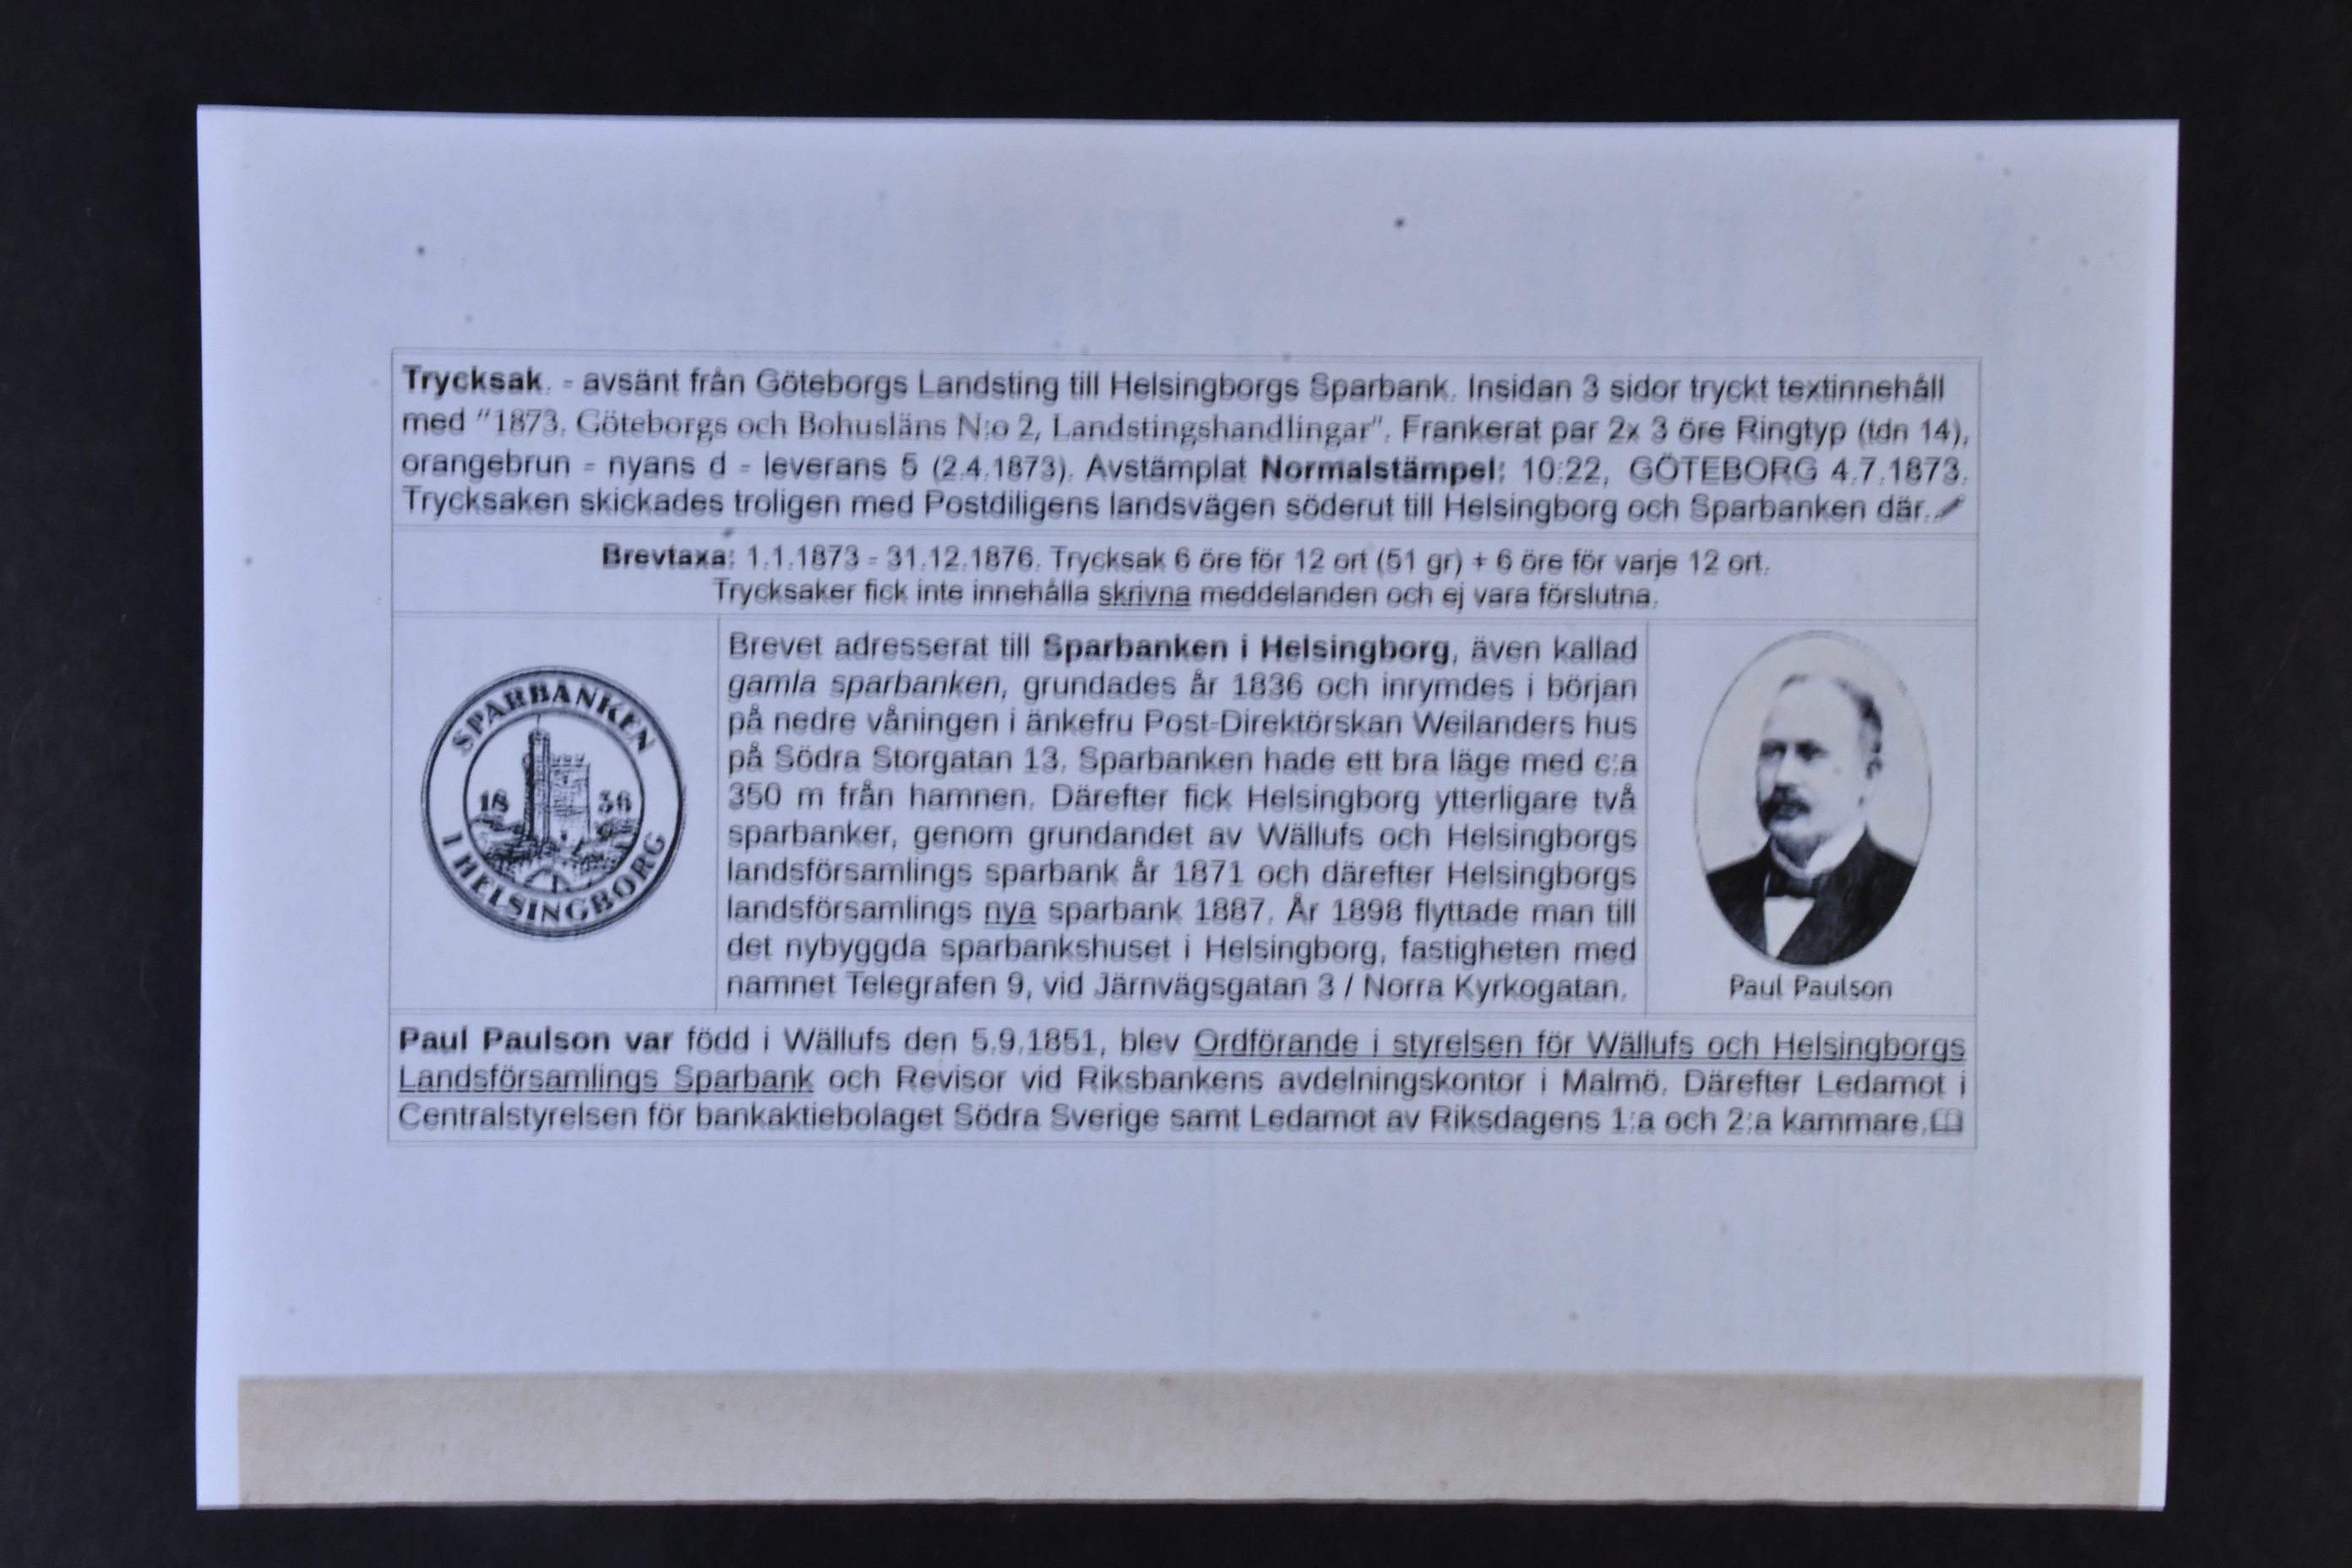 Trycksak. - avsänt från Göteborgs Landsting till Helsingborgs Sparbank. Insidan 3 sidor tryckt textinnehåll
med "1873. Göteborgs och Bohusläns N:o 2, Landstingshandlingar". Frankerat par 2x 3 öre Ringtyp (tdn 14),
orangebrun - nyans d - leverans 5 (2.4.1873). Avstämplat Normalstämpel: 10:22, GÖTEBORG 4.7.1873.
Trycksaken skickades troligen med Postdiligens landsvägen söderut till Helsingborg och Sparbanken där.
Brevtaxa: 1.1.1873 - 31.12.1876. Trycksak 6 öre för 12 ort (51 gr) + 6 öre för varje 12 ort.
Trycksaker fick inte innehålla skrivna meddelanden och ej vara förslutna.
SPARBANKEN
18 36
I HELSINGBORG
Brevet adresserat till Sparbanken i Helsingborg, även kallad
gamla sparbanken, grundades år 1836 och inrymdes i början
på nedre våningen i änkefru Post-Direktörskan Weilanders hus
på Södra Storgatan 13. Sparbanken hade ett bra läge med c:a
350 m från hamnen. Därefter fick Helsingborg ytterligare två
sparbanker, genom grundandet av Wällufs och Helsingborgs
landsförsamlings sparbank år 1871 och därefter Helsingborgs
landsförsamlings nya sparbank 1887. År 1898 flyttade man till
det nybyggda sparbankshuset i Helsingborg, fastigheten med
namnet Telegrafen 9, vid Järnvägsgatan 3 / Norra Kyrkogatan.
Paul Paulson
Paul Paulson var född i Wällufs den 5.9.1851, blev Ordförande i styrelsen för Wällufs och Helsingborgs
Landsförsamlings Sparbank och Revisor vid Riksbankens avdelningskontor i Malmö. Därefter Ledamot i
Centralstyrelsen för bankaktiebolaget Södra Sverige samt Ledamot av Riksdagens 1:a och 2:a kammare.